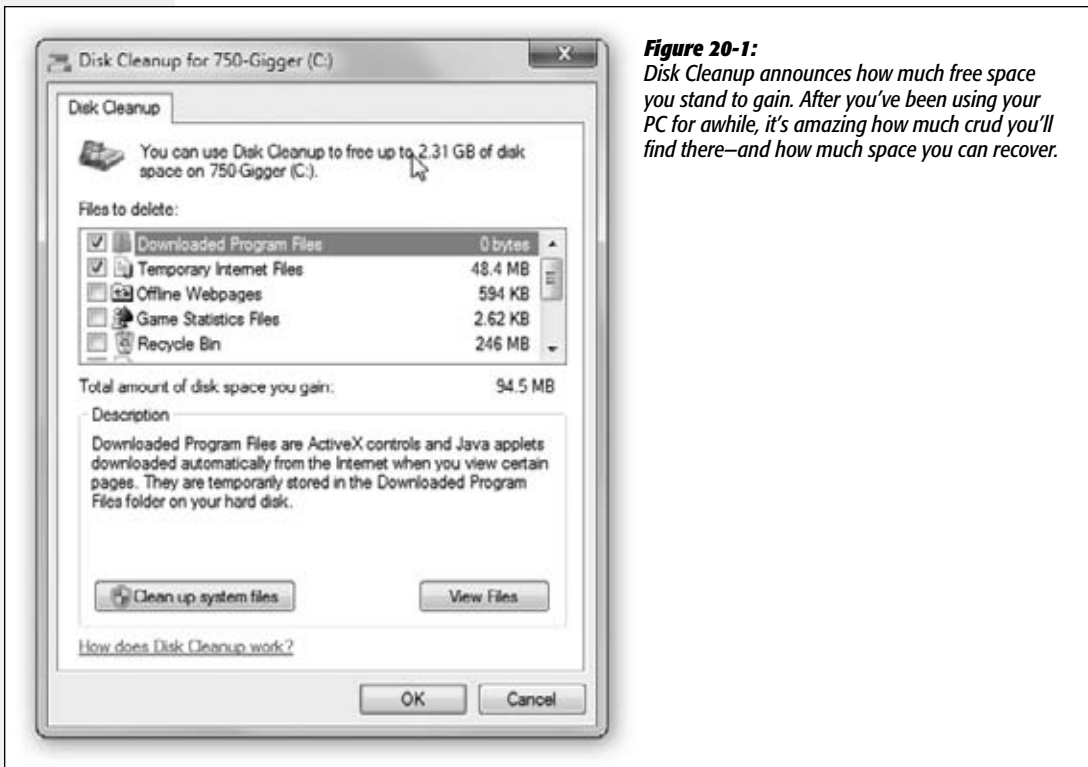 Disk Cleanup for 750-Gigger (C:)
Disk Cleanup
You can use Disk Cleanup to free up to 2.31 GB of disk
space on 750-Gigger (C:).
Files to delete:
Downloaded Program Files 0 bytes
Temporary Internet Files 48.4 MB
Offline Webpages 594 KB
Game Statistics Files 2.62 KB
Recycle Bin 246 MB
Total amount of disk space you gain: 94.5 MB
Description
Downloaded Program Files are ActiveX controls and Java applets
downloaded automatically from the Internet when you view certain
pages. They are temporarily stored in the Downloaded Program
Files folder on your hard disk.
Clean up system files View Files
How does Disk Cleanup work?
OK Cancel
Figure 20-1:
Disk Cleanup announces how much free space
you stand to gain. After you've been using your
PC for awhile, it's amazing how much crud you'll
find there—and how much space you can recover.